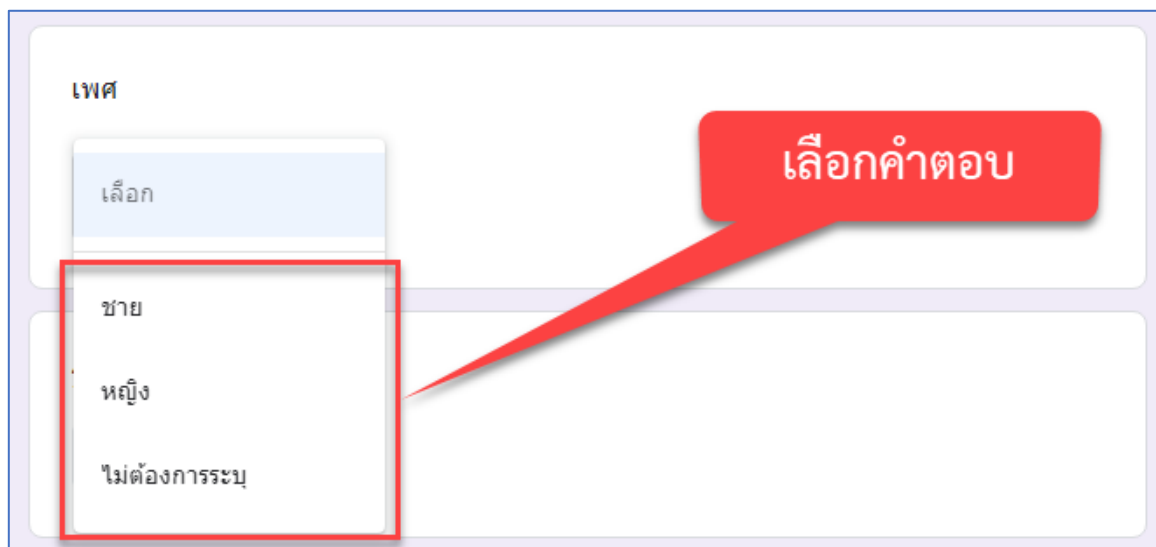 เพศ
เลือกคำตอบ
เลือก
ชาย
หญิง
ไม่ต้องการระบุ